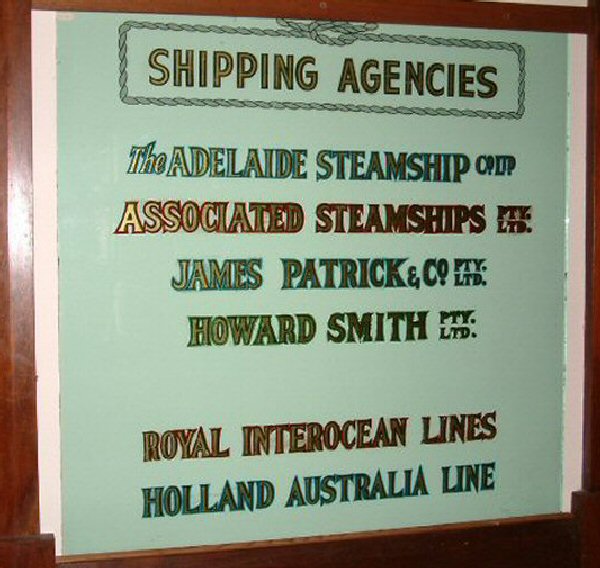 SHIPPING AGENCIES
The ADELAIDE STEAMSHIP CO LTD
ASSOCIATED STEAMSHIPS PTY. LTD.
JAMES PATRICK & CO PTY. LTD.
HOWARD SMITH PTY. LTD.
ROYAL INTEROCEAN LINES
HOLLAND AUSTRALIA LINE